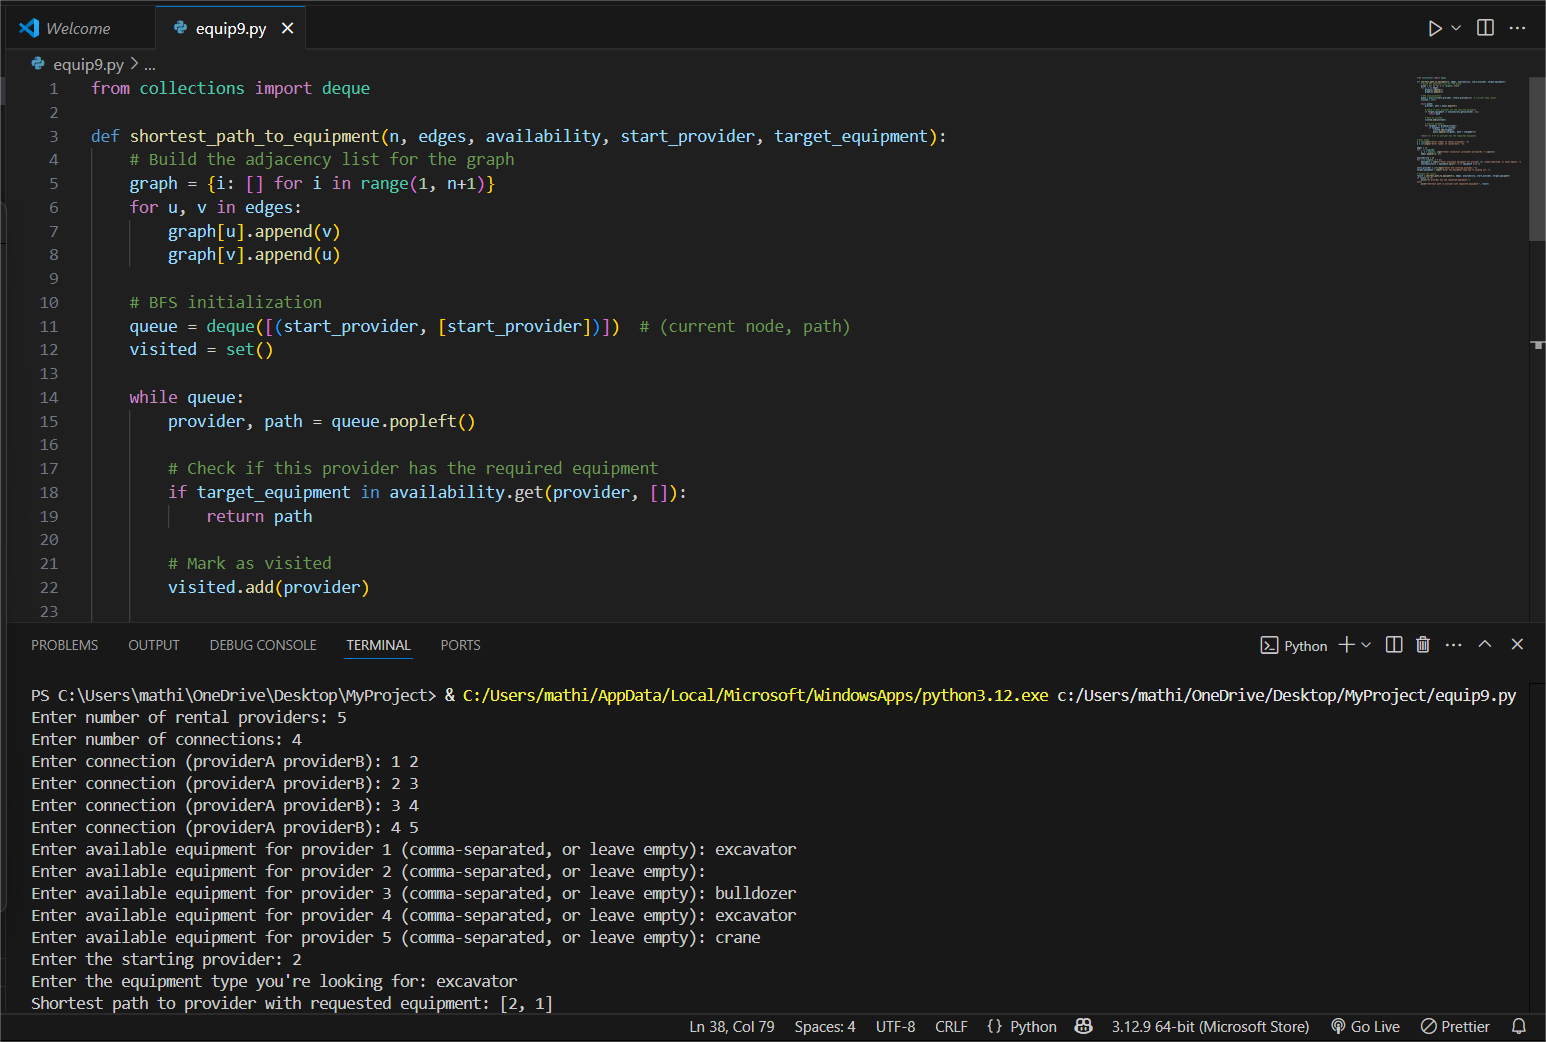 Welcome
equip9.py
equip9.py > ...
1 from collections import deque
2
3 def shortest_path_to_equipment(n, edges, availability, start_provider, target_equipment):
4     # Build the adjacency list for the graph
5     graph = {i: [] for i in range(1, n+1)}
6     for u, v in edges:
7         graph[u].append(v)
8         graph[v].append(u)
9
10     # BFS initialization
11     queue = deque([(start_provider, [start_provider])])  # (current node, path)
12     visited = set()
13
14     while queue:
15         provider, path = queue.popleft()
16
17         # Check if this provider has the required equipment
18         if target_equipment in availability.get(provider, []):
19             return path
20
21         # Mark as visited
22         visited.add(provider)
23
PROBLEMS OUTPUT DEBUG CONSOLE TERMINAL PORTS Python
PS C:\Users\mathi\OneDrive\Desktop\MyProject> & C:/Users/mathi/AppData/Local/Microsoft/WindowsApps/python3.12.exe c:/Users/mathi/OneDrive/Desktop/MyProject/equip9.py
Enter number of rental providers: 5
Enter number of connections: 4
Enter connection (providerA providerB): 1 2
Enter connection (providerA providerB): 2 3
Enter connection (providerA providerB): 3 4
Enter connection (providerA providerB): 4 5
Enter available equipment for provider 1 (comma-separated, or leave empty): excavator
Enter available equipment for provider 2 (comma-separated, or leave empty):
Enter available equipment for provider 3 (comma-separated, or leave empty): bulldozer
Enter available equipment for provider 4 (comma-separated, or leave empty): excavator
Enter available equipment for provider 5 (comma-separated, or leave empty): crane
Enter the starting provider: 2
Enter the equipment type you're looking for: excavator
Shortest path to provider with requested equipment: [2, 1]
Ln 38, Col 79 Spaces: 4 UTF-8 CRLF {} Python 3.12.9 64-bit (Microsoft Store) Go Live Prettier